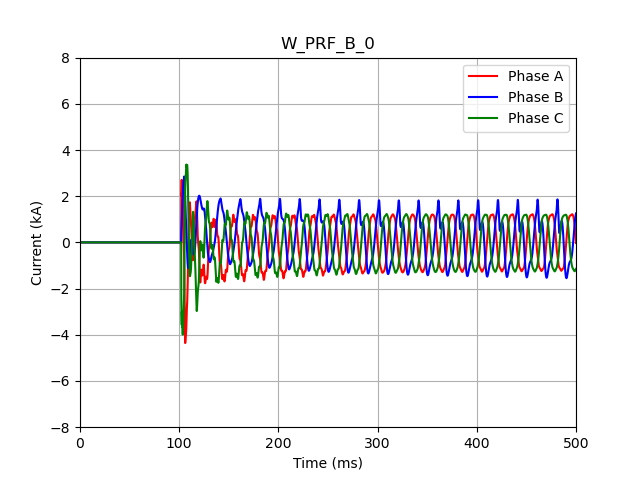 W_PRF_B_0
8
6
4
2
0
−2
−4
−6
−8
Current (kA)
Phase A
Phase B
Phase C
0
100
200
300
400
500
Time (ms)